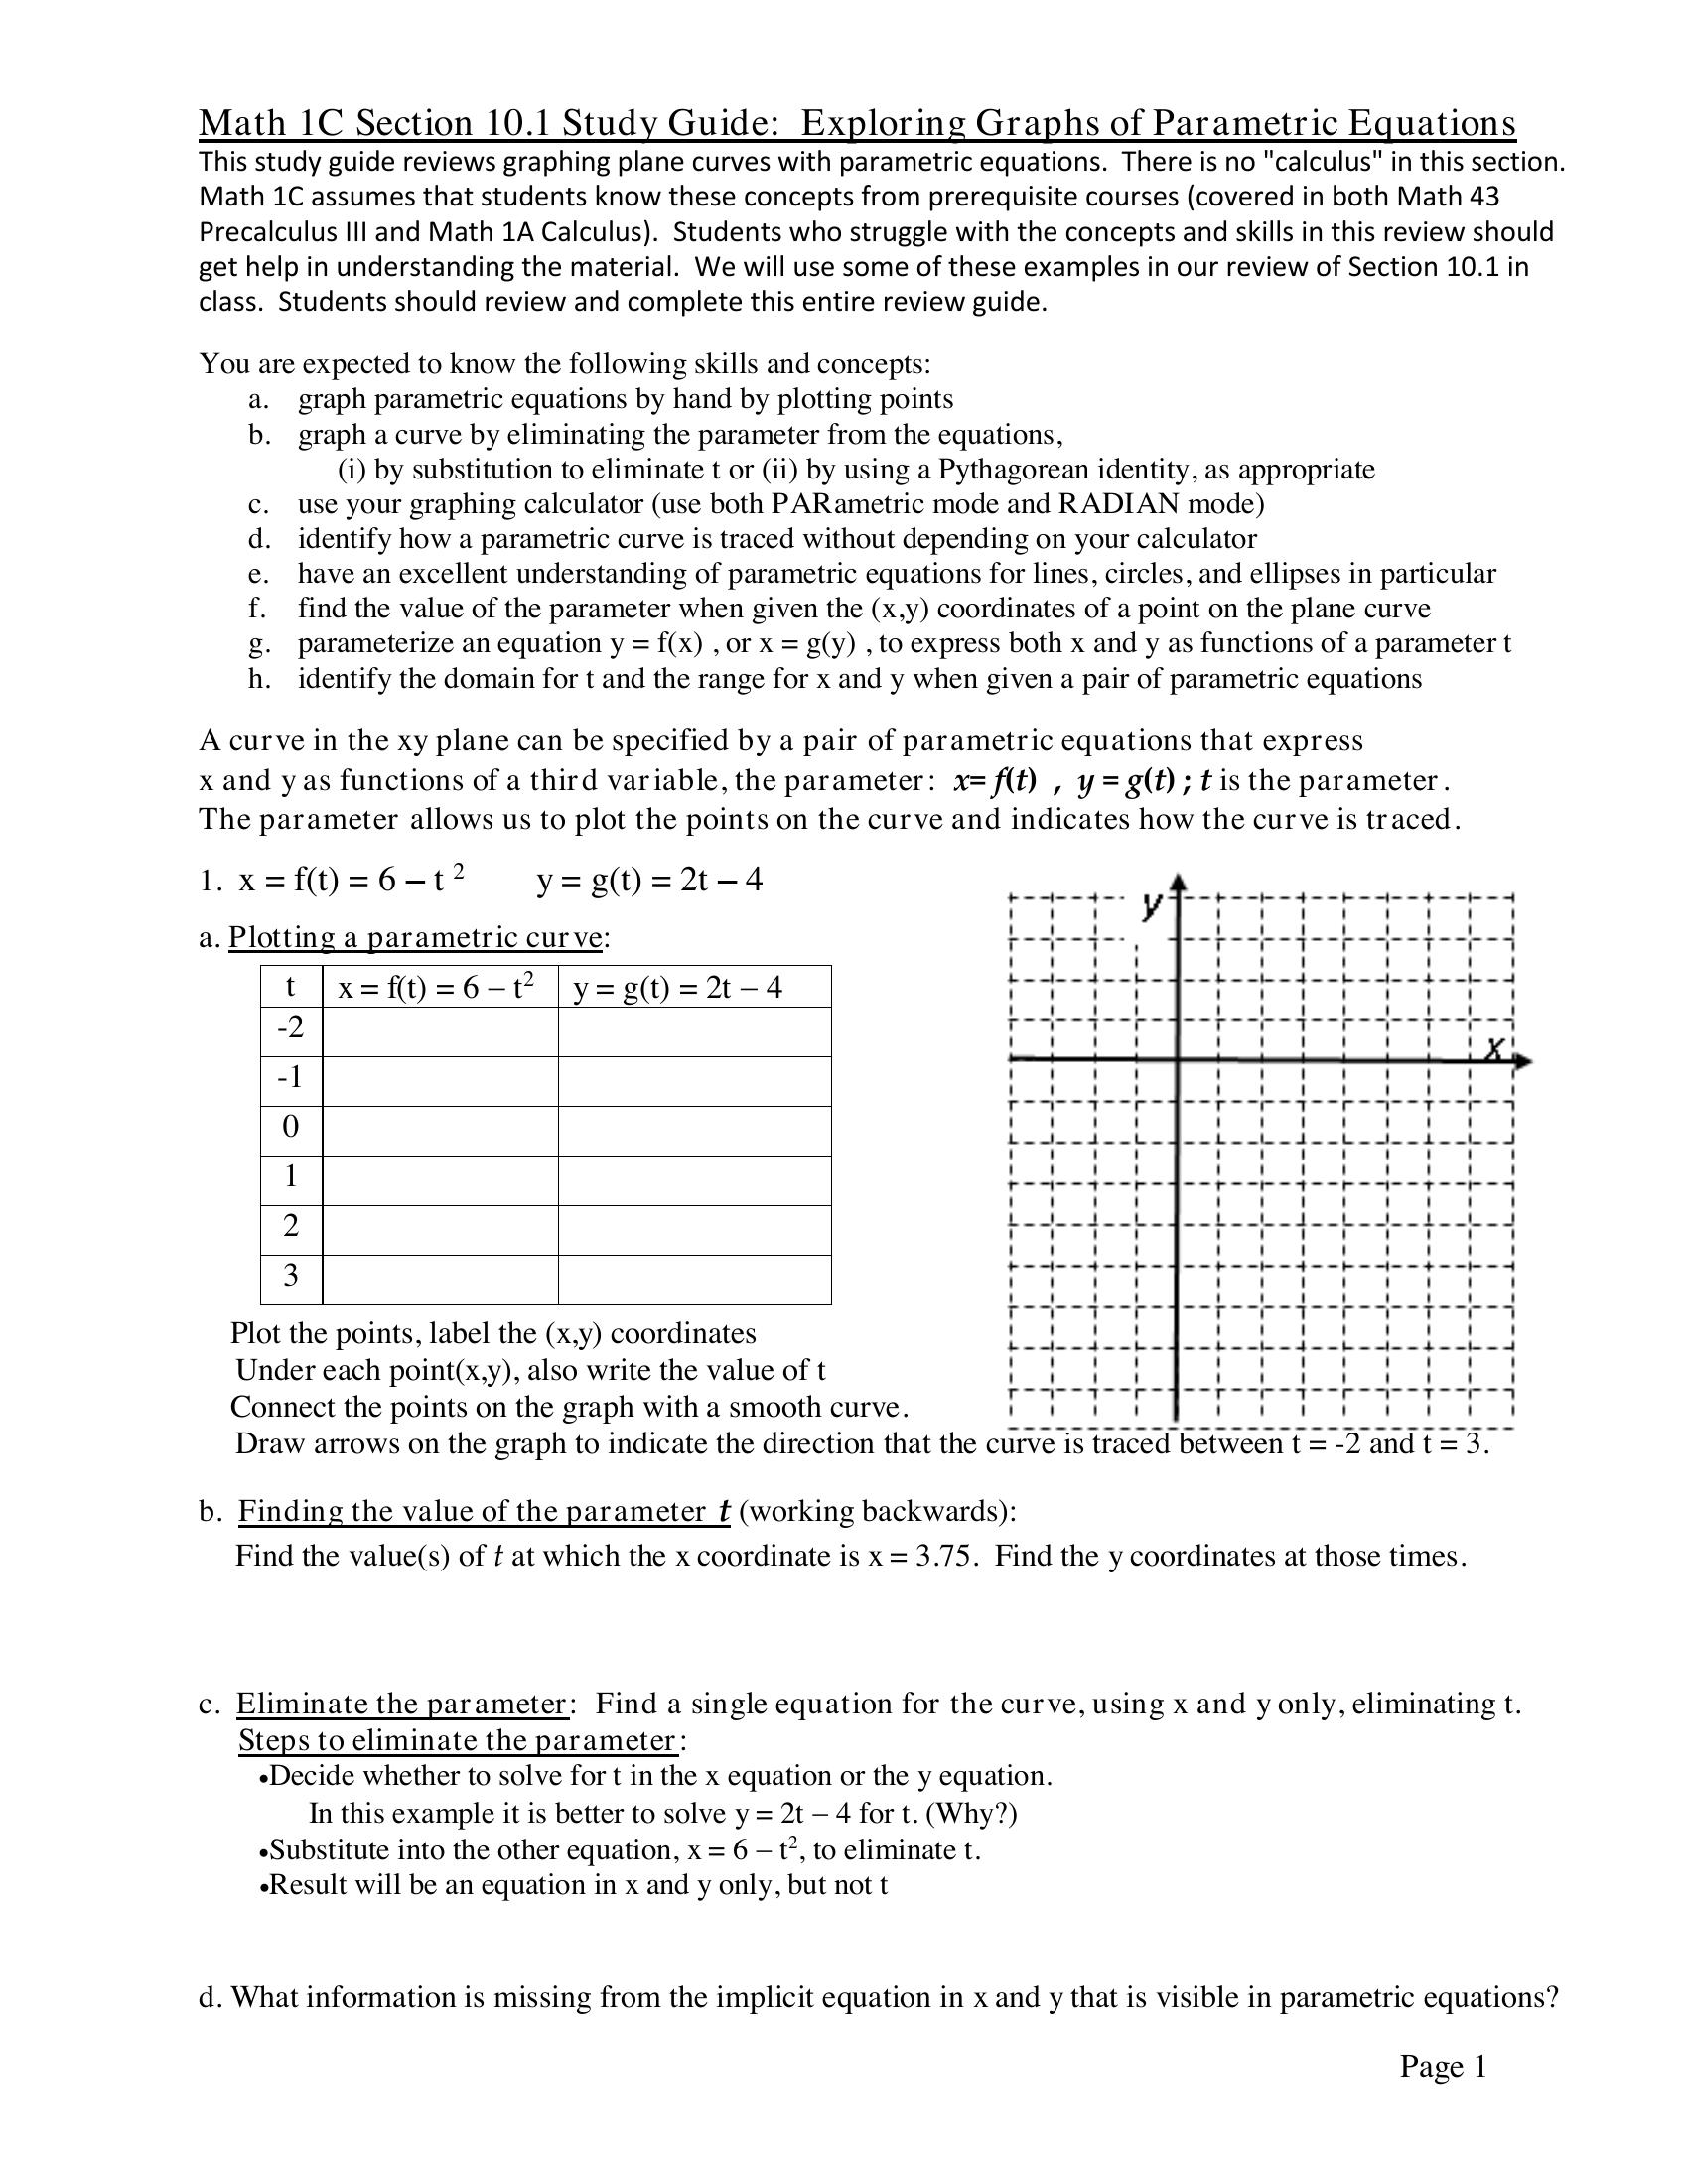 Math 1C Section 10.1 Study Guide:  Exploring Graphs of Parametric Equations
This study guide reviews graphing plane curves with parametric equations.  There is no "calculus" in this section.
Math 1C assumes that students know these concepts from prerequisite courses (covered in both Math 43
Precalculus III and Math 1A Calculus).  Students who struggle with the concepts and skills in this review should
get help in understanding the material.  We will use some of these examples in our review of Section 10.1 in
class.  Students should review and complete this entire review guide.
You are expected to know the following skills and concepts:
a. graph parametric equations by hand by plotting points
b. graph a curve by eliminating the parameter from the equations,
(i) by substitution to eliminate t or (ii) by using a Pythagorean identity, as appropriate
c. use your graphing calculator (use both PARametric mode and RADIAN mode)
d. identify how a parametric curve is traced without depending on your calculator
e. have an excellent understanding of parametric equations for lines, circles, and ellipses in particular
f. find the value of the parameter when given the (x,y) coordinates of a point on the plane curve
g. parameterize an equation y = f(x) , or x = g(y) , to express both x and y as functions of a parameter t
h. identify the domain for t and the range for x and y when given a pair of parametric equations
A curve in the xy plane can be specified by a pair of parametric equations that express
x and y as functions of a third variable, the parameter:  x= f(t)  ,  y = g(t) ; t is the parameter.
The parameter allows us to plot the points on the curve and indicates how the curve is traced.
1. x = f(t) = 6 – t ²    y = g(t) = 2t – 4
a. Plotting a parametric curve:
t x = f(t) = 6 – t² y = g(t) = 2t – 4
-2
-1
0
1
2
3
y
x
Plot the points, label the (x,y) coordinates
Under each point(x,y), also write the value of t
Connect the points on the graph with a smooth curve.
Draw arrows on the graph to indicate the direction that the curve is traced between t = -2 and t = 3.
b. Finding the value of the parameter t (working backwards):
Find the value(s) of t at which the x coordinate is x = 3.75.  Find the y coordinates at those times.
c. Eliminate the parameter:  Find a single equation for the curve, using x and y only, eliminating t.
Steps to eliminate the parameter:
•Decide whether to solve for t in the x equation or the y equation.
In this example it is better to solve y = 2t – 4 for t. (Why?)
•Substitute into the other equation, x = 6 – t², to eliminate t.
•Result will be an equation in x and y only, but not t
d. What information is missing from the implicit equation in x and y that is visible in parametric equations?
Page 1